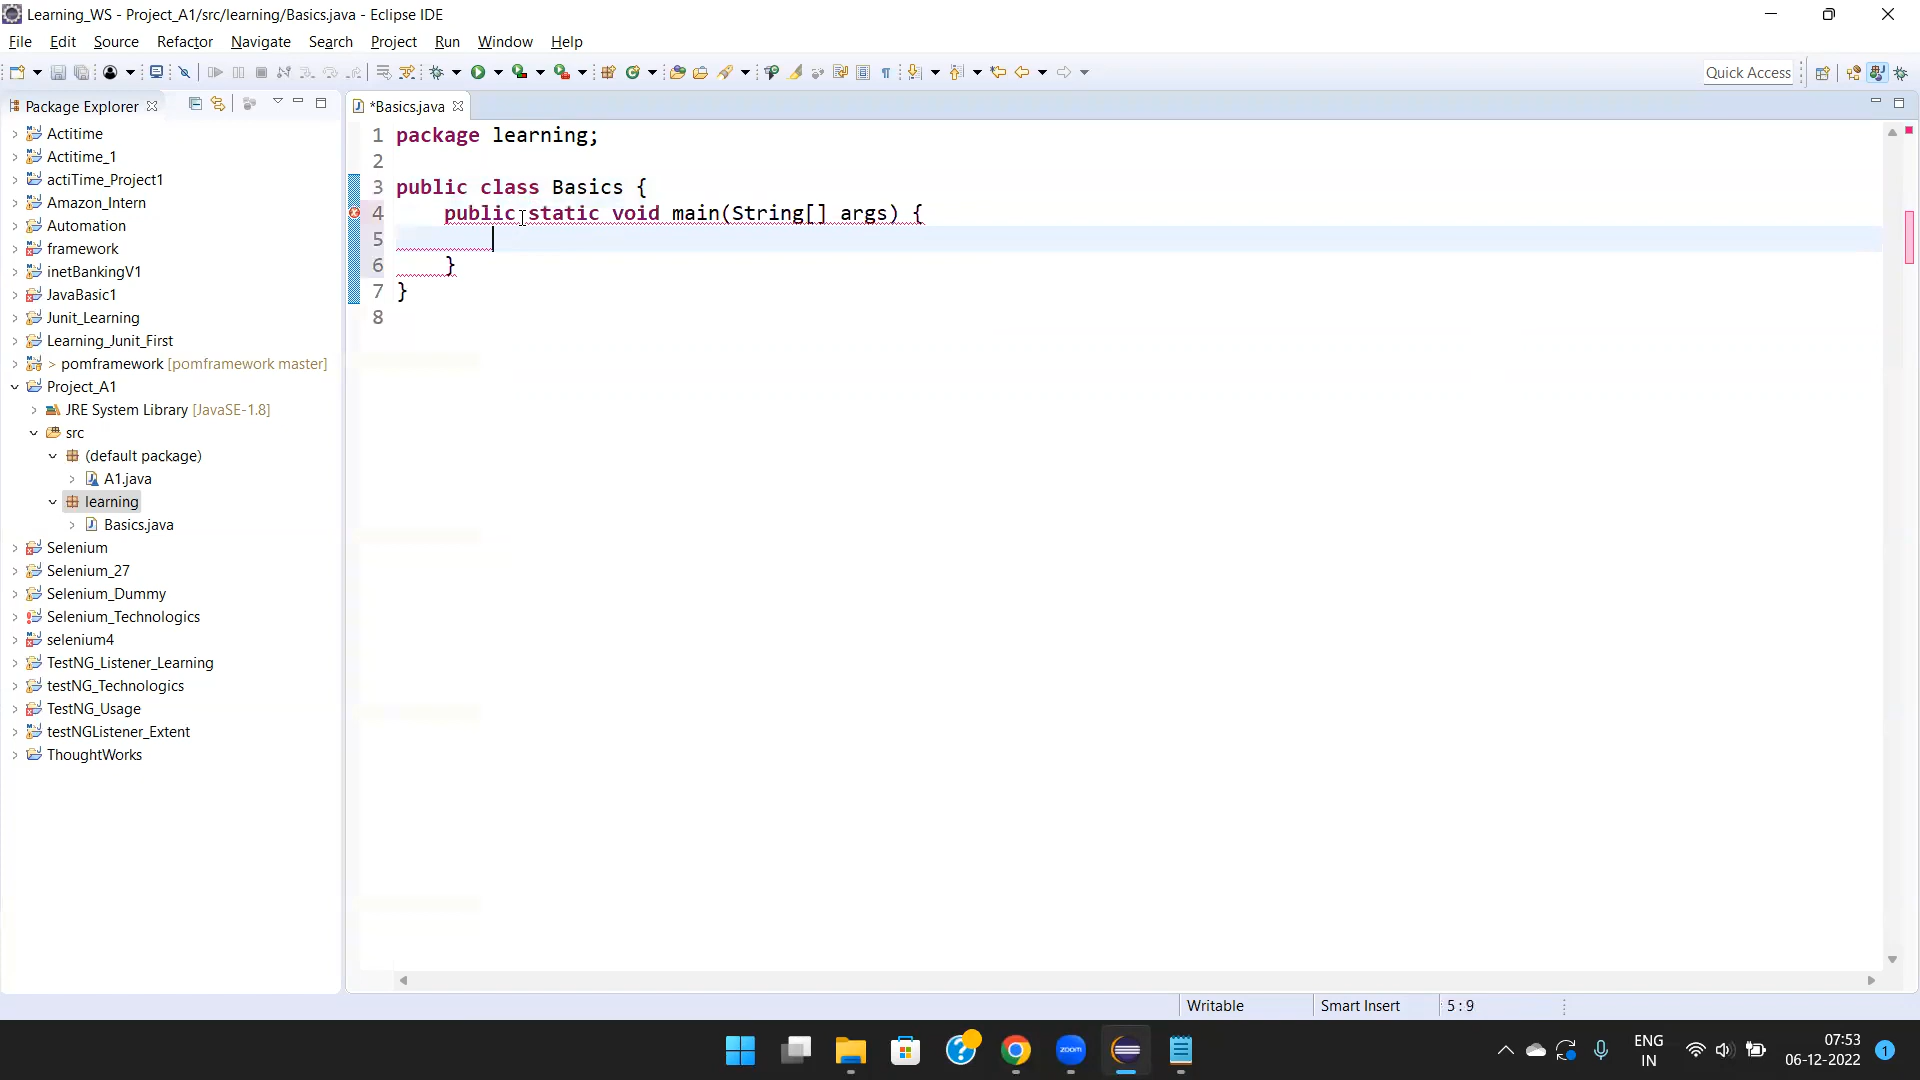 Learning_WS - Project_A1/src/learning/Basics.java - Eclipse IDE
File Edit Source Refactor Navigate Search Project Run Window Help
Quick Access
Package Explorer
*Basics.java
Actitime
Actitime_1
actiTime_Project1
Amazon_Intern
Automation
framework
inetBankingV1
JavaBasic1
Junit_Learning
Learning_Junit_First
> pomframework [pomframework master]
Project_A1
JRE System Library [JavaSE-1.8]
src
(default package)
A1.java
learning
Basics.java
Selenium
Selenium_27
Selenium_Dummy
Selenium_Technologics
selenium4
TestNG_Listener_Learning
testNG_Technologics
TestNG_Usage
testNGListener_Extent
ThoughtWorks
1 package learning;
2
3 public class Basics {
4 public static void main(String[] args) {
5
6 }
7 }
8
Writable Smart Insert 5 : 9
zoom
ENG
IN
07:53
06-12-2022
1